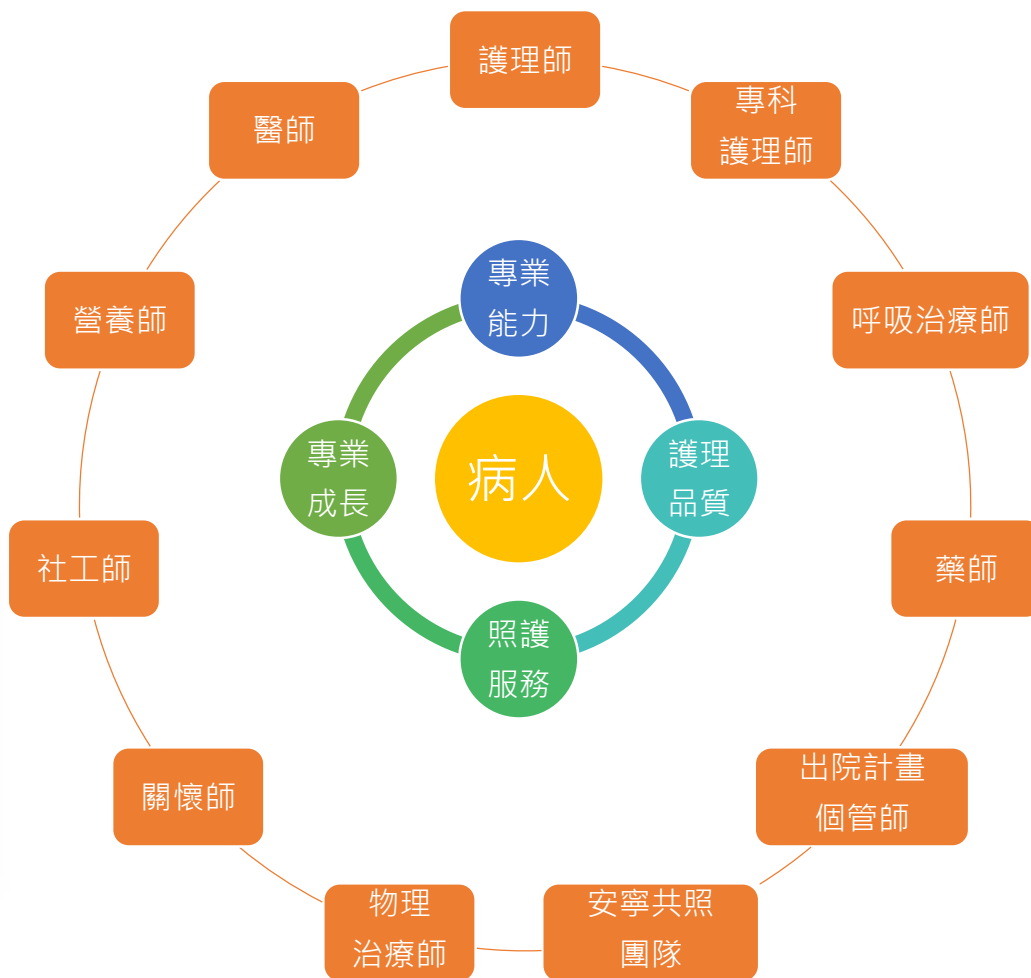 護理師
專科
護理師
呼吸治療師
藥師
出院計畫
個管師
安寧共照
團隊
物理
治療師
關懷師
社工師
營養師
醫師
專業
能力
護理
品質
照護
服務
專業
成長
病人